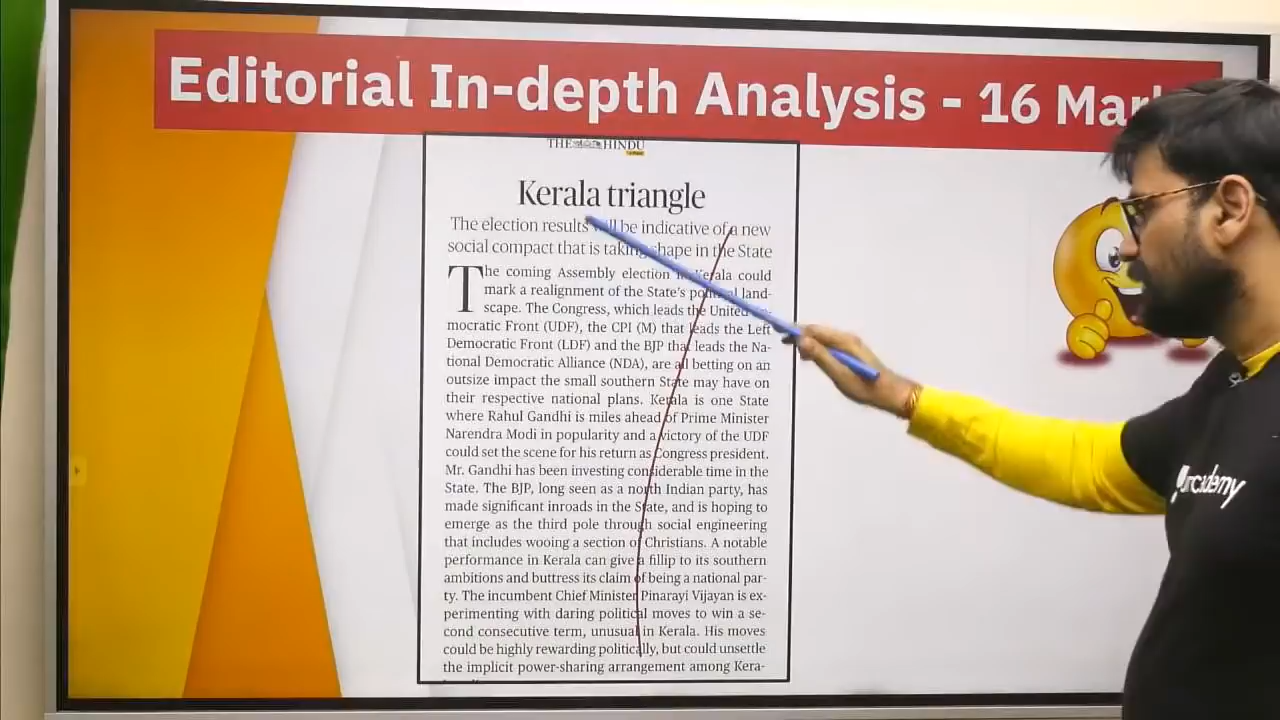 Editorial In-depth Analysis - 16 Mar
THE HINDU
Kerala triangle
The election results will be indicative of a new
social compact that is taking shape in the State
The coming Assembly election in Kerala could
mark a realignment of the State's political land-
scape. The Congress, which leads the United De-
mocratic Front (UDF), the CPI (M) that leads the Left
Democratic Front (LDF) and the BJP that leads the Na-
tional Democratic Alliance (NDA), are all betting on an
outsize impact the small southern State may have on
their respective national plans. Kerala is one State
where Rahul Gandhi is miles ahead of Prime Minister
Narendra Modi in popularity and a victory of the UDF
could set the scene for his return as Congress president.
Mr. Gandhi has been investing considerable time in the
State. The BJP, long seen as a north Indian party, has
made significant inroads in the State, and is hoping to
emerge as the third pole through social engineering
that includes wooing a section of Christians. A notable
performance in Kerala can give a fillip to its southern
ambitions and buttress its claim of being a national par-
ty. The incumbent Chief Minister Pinarayi Vijayan is ex-
perimenting with daring political moves to win a se-
cond consecutive term, unusual in Kerala. His moves
could be highly rewarding politically, but could unsettle
the implicit power-sharing arrangement among Kera-